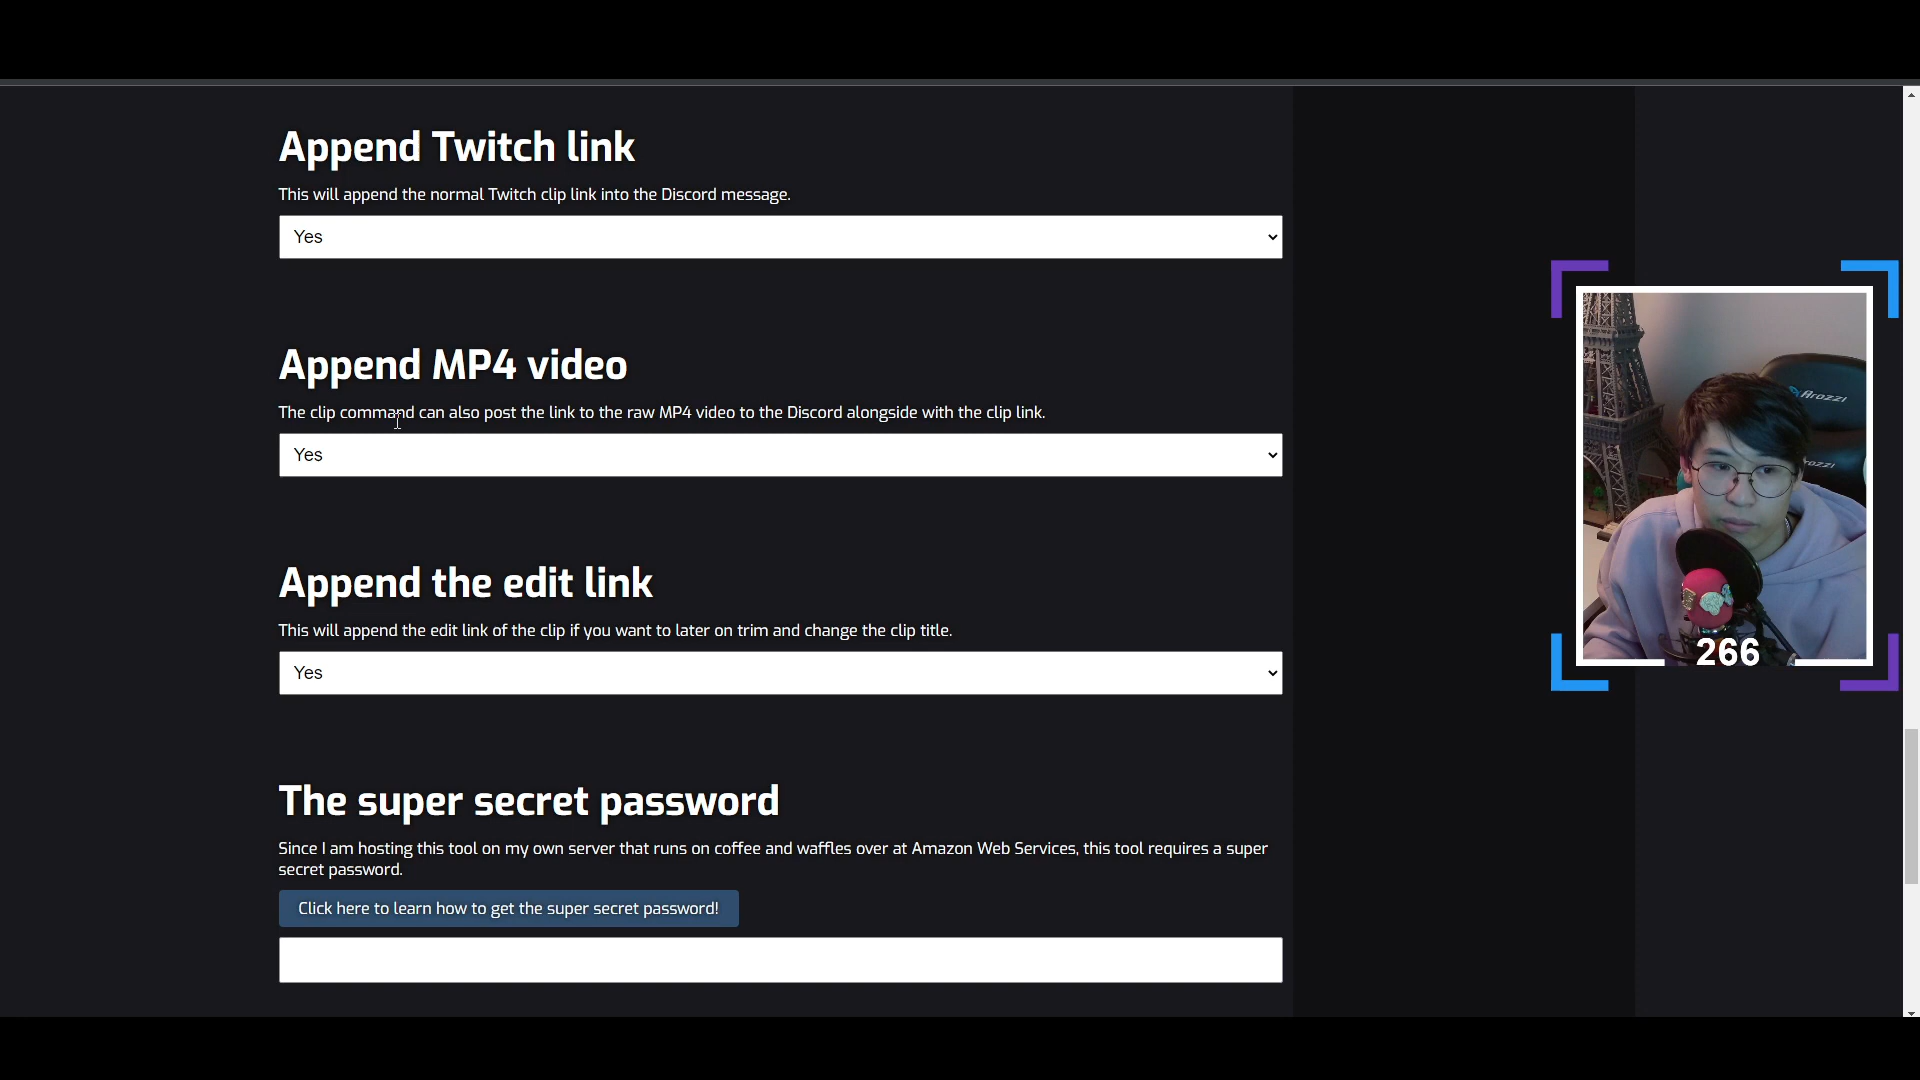 Append Twitch link
This will append the normal Twitch clip link into the Discord message.
Yes
Append MP4 video
The clip command can also post the link to the raw MP4 video to the Discord alongside with the clip link.
Yes
Append the edit link
This will append the edit link of the clip if you want to later on trim and change the clip title.
Yes
The super secret password
Since I am hosting this tool on my own server that runs on coffee and waffles over at Amazon Web Services, this tool requires a super
secret password.
Click here to learn how to get the super secret password!
Arozzi
266